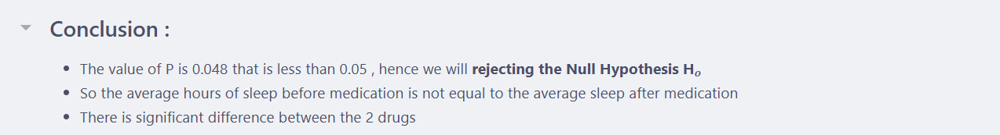 Conclusion :
• The value of P is 0.048 that is less than 0.05 , hence we will rejecting the Null Hypothesis Hₒ
• So the average hours of sleep before medication is not equal to the average sleep after medication
• There is significant difference between the 2 drugs